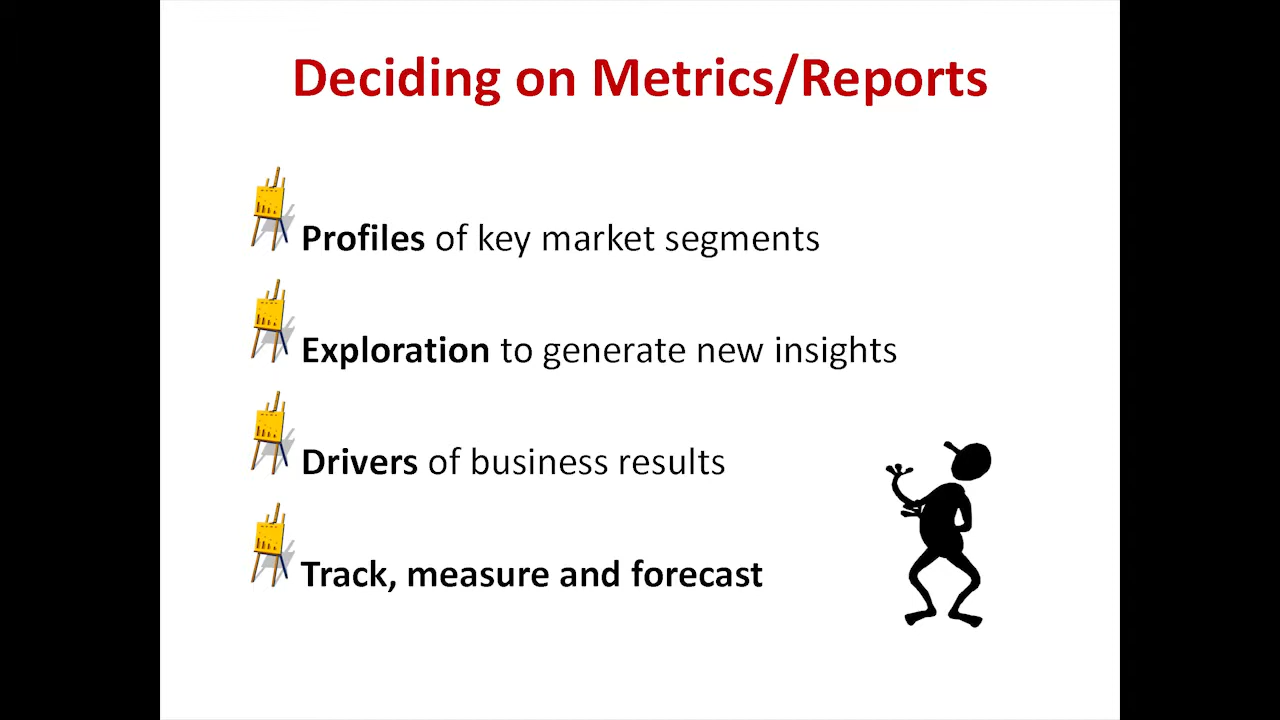 Deciding on Metrics/Reports
Profiles of key market segments
Exploration to generate new insights
Drivers of business results
Track, measure and forecast